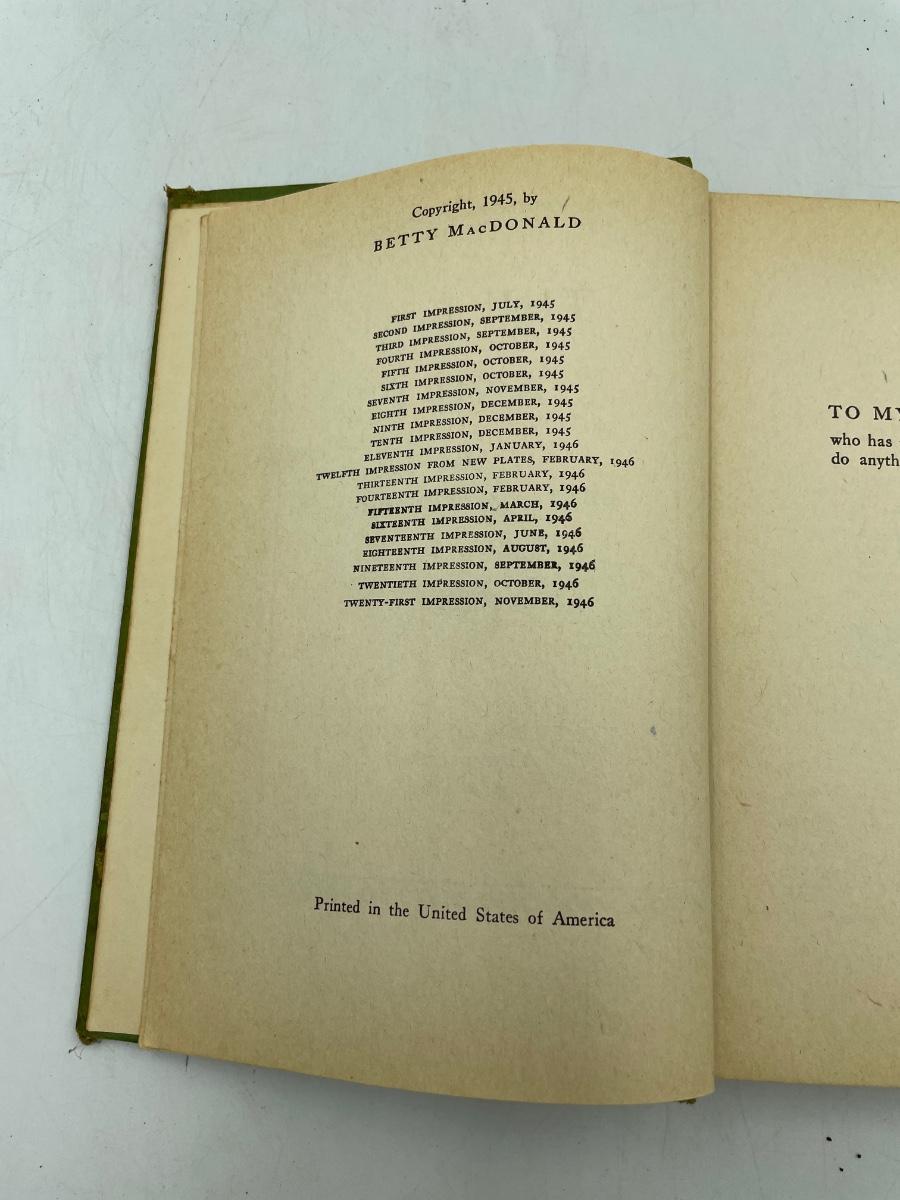 Copyright, 1945, by
BETTY MACDONALD
FIRST IMPRESSION, JULY, 1945
SECOND IMPRESSION, SEPTEMBER, 1945
THIRD IMPRESSION, SEPTEMBER, 1945
FOURTH IMPRESSION, OCTOBER, 1945
FIFTH IMPRESSION, OCTOBER, 1945
SIXTH IMPRESSION, OCTOBER, 1945
SEVENTH IMPRESSION, NOVEMBER, 1945
EIGHTH IMPRESSION, DECEMBER, 1945
NINTH IMPRESSION, DECEMBER, 1945
TENTH IMPRESSION, DECEMBER, 1945
ELEVENTH IMPRESSION, JANUARY, 1946
TWELFTH IMPRESSION FROM NEW PLATES, FEBRUARY, 1946
THIRTEENTH IMPRESSION, FEBRUARY, 1946
FOURTEENTH IMPRESSION, FEBRUARY, 1946
FIFTEENTH IMPRESSION, MARCH, 1946
SIXTEENTH IMPRESSION, APRIL, 1946
SEVENTEENTH IMPRESSION, JUNE, 1946
EIGHTEENTH IMPRESSION, AUGUST, 1946
NINETEENTH IMPRESSION, SEPTEMBER, 1946
TWENTIETH IMPRESSION, OCTOBER, 1946
TWENTY-FIRST IMPRESSION, NOVEMBER, 1946
Printed in the United States of America
TO MY
who has
do anyth